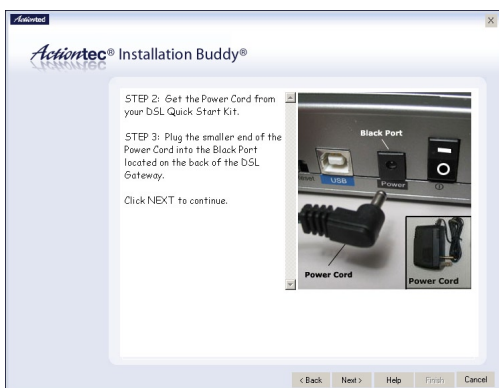 Actiontec
Actiontec® Installation Buddy®
STEP 2: Get the Power Cord from
your DSL Quick Start Kit.
STEP 3: Plug the smaller end of the
Power Cord into the Black Port
located on the back of the DSL
Gateway.
Click NEXT to continue.
Black Port
USB
Power
Power Cord
Power Cord
< Back Next > Help Finish Cancel